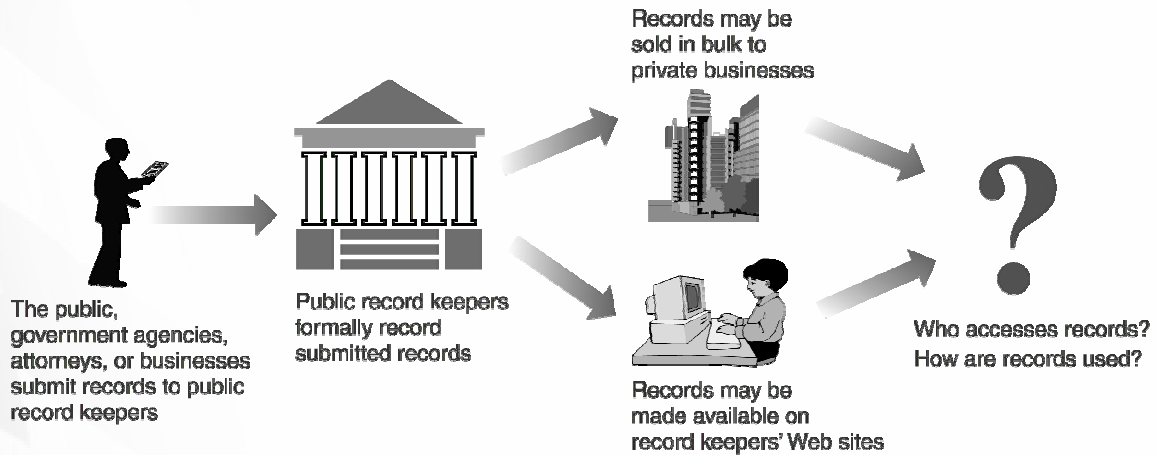 The public,
government agencies,
attorneys, or businesses
submit records to public
record keepers
Public record keepers
formally record
submitted records
Records may be
sold in bulk to
private businesses
Records may be
made available on
record keepers' Web sites
Who accesses records?
How are records used?